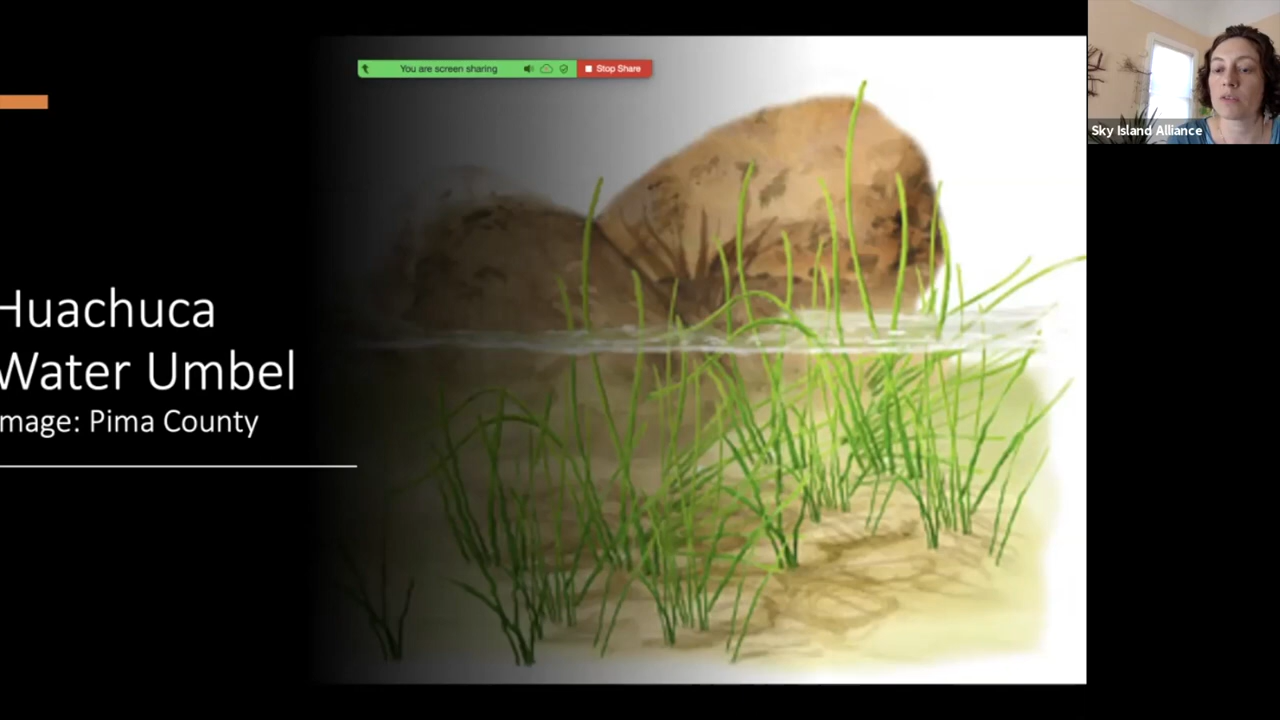 You are screen sharing
Stop Share
Sky Island Alliance
Huachuca
Water Umbel
mage: Pima County